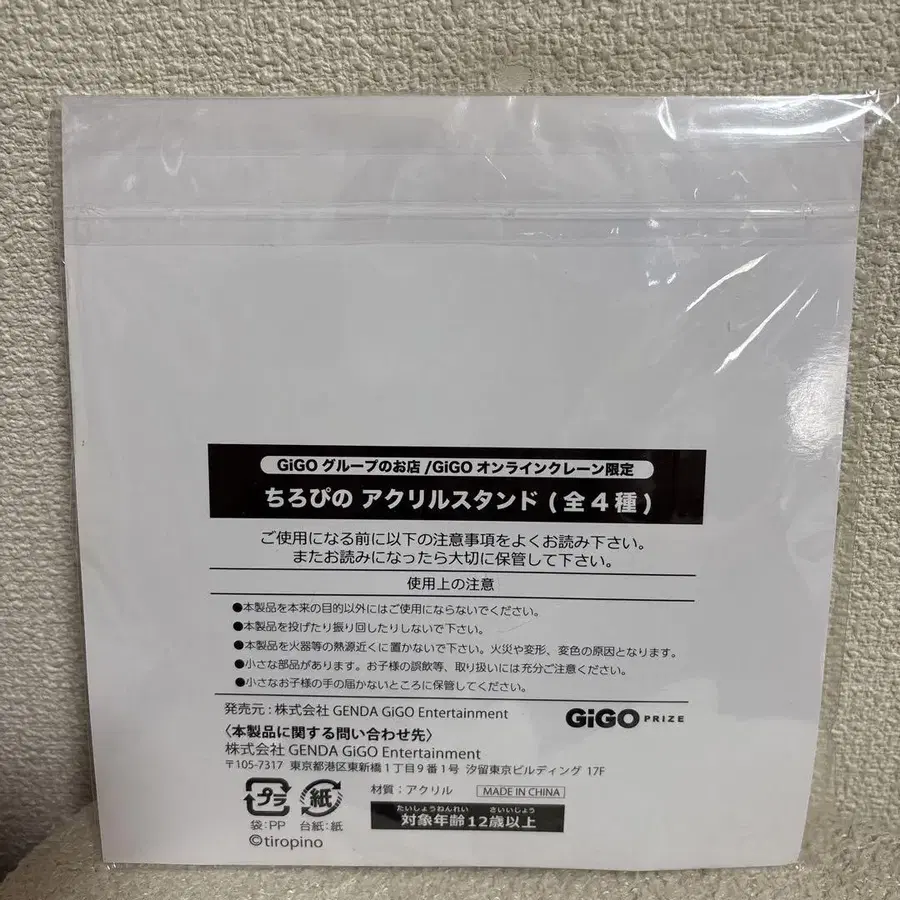 GiGO グループのお店 /GiGO オンラインクレーン限定
ちろぴの アクリルスタンド (全4種)
ご使用になる前に以下の注意事項をよくお読み下さい。
またお読みになったら大切に保管して下さい。
使用上の注意
●本製品を本来の目的以外にはご使用にならないでください。
●本製品を投げたり振り回したりしないで下さい。
●本製品を火器等の熱源近くに置かないで下さい。火災や変形、変色の原因となります。
●小さな部品があります。お子様の誤飲等、取り扱いには充分ご注意ください。
●小さなお子様の手の届かないところに保管してください。
発売元:株式会社 GENDA GiGO Entertainment
GiGO PRIZE
〈本製品に関する問い合わせ先〉
株式会社 GENDA GiGO Entertainment
〒105-7317 東京都港区東新橋1丁目9番1号 汐留東京ビルディング 17F
プラ
紙
材質:アクリル
MADE IN CHINA
袋:PP 台紙:紙
たいしょうねんれい さいいじょう
対象年齢12歳以上
©tiropino